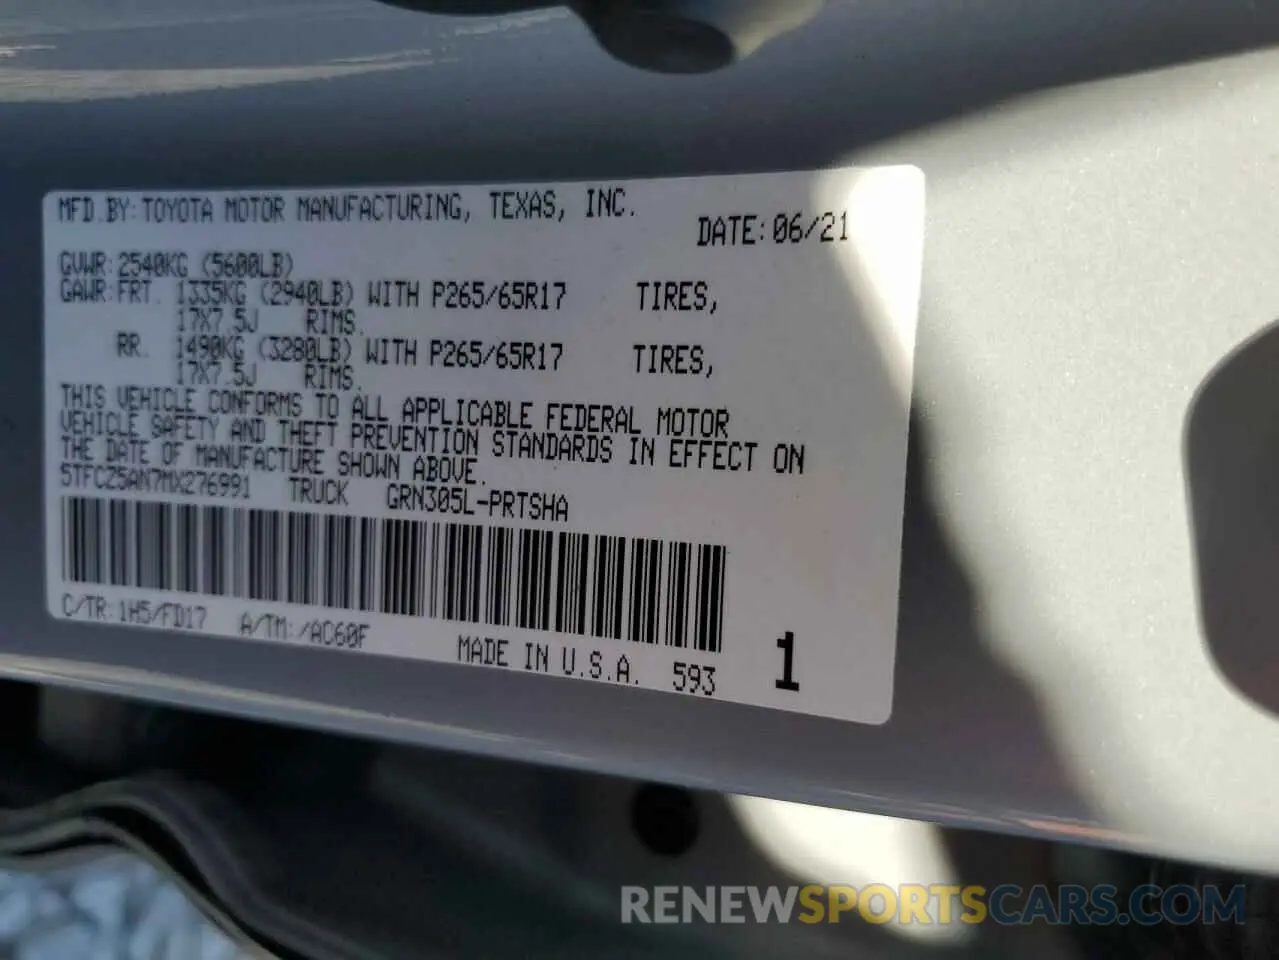 MFD.BY:TOYOTA MOTOR MANUFACTURING, TEXAS, INC.
DATE:06/21
GVWR:2540KG (5600LB)
GAWR:FRT. 1335KG (2940LB) WITH P265/65R17 TIRES,
17X7.5J RIMS.
RR. 1490KG (3280LB) WITH P265/65R17 TIRES,
17X7.5J RIMS.
THIS VEHICLE CONFORMS TO ALL APPLICABLE FEDERAL MOTOR
VEHICLE SAFETY AND THEFT PREVENTION STANDARDS IN EFFECT ON
THE DATE OF MANUFACTURE SHOWN ABOVE.
5TFCZ5AN7MX276991 TRUCK GRN305L-PRTSHA
C/TR:1H5/FD17 A/TM:/AC60F
MADE IN U.S.A. 593 1
RENEWSPORTSCARS.COM